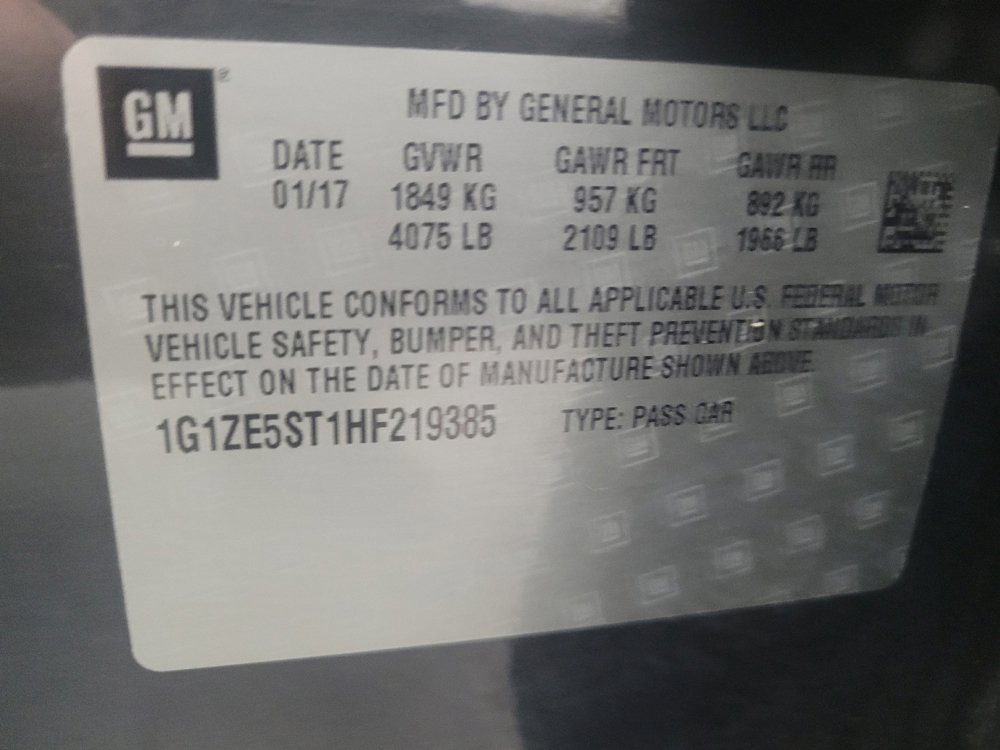 GM
MFD BY GENERAL MOTORS LLC
DATE GVWR GAWR FRT GAWR RR
01/17 1849 KG 957 KG 892 KG
4075 LB 2109 LB 1966 LB
THIS VEHICLE CONFORMS TO ALL APPLICABLE U.S. FEDERAL MOTOR
VEHICLE SAFETY, BUMPER, AND THEFT PREVENTION STANDARDS IN
EFFECT ON THE DATE OF MANUFACTURE SHOWN ABOVE
1G1ZE5ST1HF219385 TYPE: PASS CAR